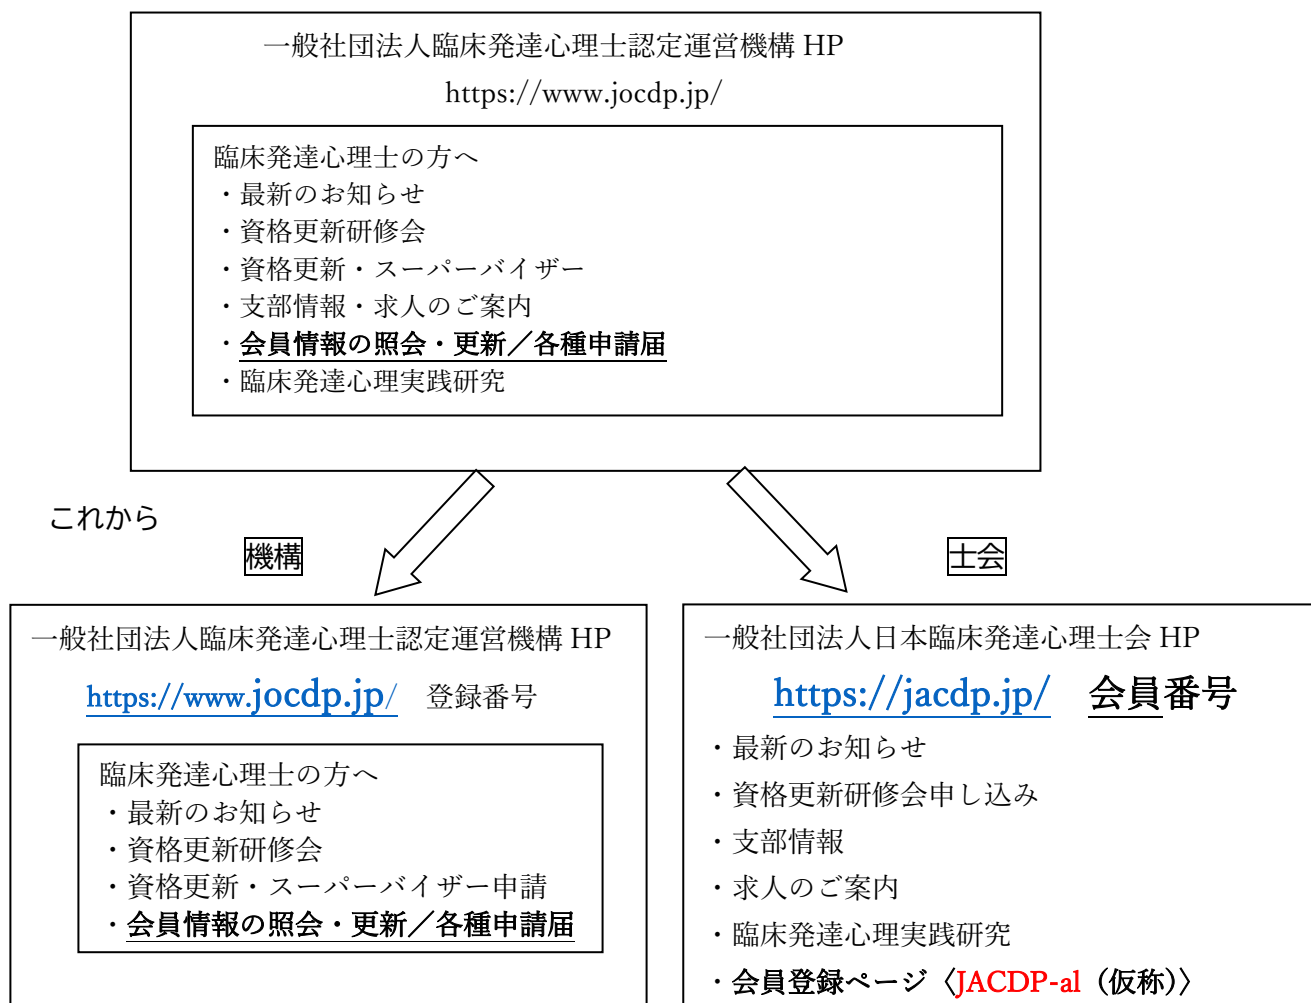 一般社団法人臨床発達心理士認定運営機構 HP
https://www.jocdp.jp/
臨床発達心理士の方へ
・最新のお知らせ
・資格更新研修会
・資格更新・スーパーバイザー
・支部情報・求人のご案内
・会員情報の照会・更新／各種申請届
・臨床発達心理実践研究
これから
機構
士会
一般社団法人臨床発達心理士認定運営機構 HP
https://www.jocdp.jp/　登録番号
臨床発達心理士の方へ
・最新のお知らせ
・資格更新研修会
・資格更新・スーパーバイザー申請
・会員情報の照会・更新／各種申請届
一般社団法人日本臨床発達心理士会 HP
https://jacdp.jp/　会員番号
・最新のお知らせ
・資格更新研修会申し込み
・支部情報
・求人のご案内
・臨床発達心理実践研究
・会員登録ページ〈JACDP-al（仮称）〉